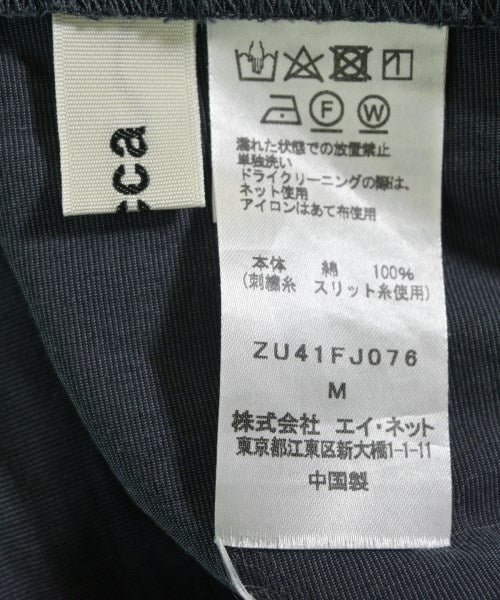 cca
F
W
濡れた状態での放置禁止
単独洗い
ドライクリーニングの際は、
ネット使用
アイロンはあて布使用
本体 綿 100%
(刺繍糸 スリット糸使用)
ZU41FJ076
M
株式会社 エイ・ネット
東京都江東区新大橋1-1-11
中国製